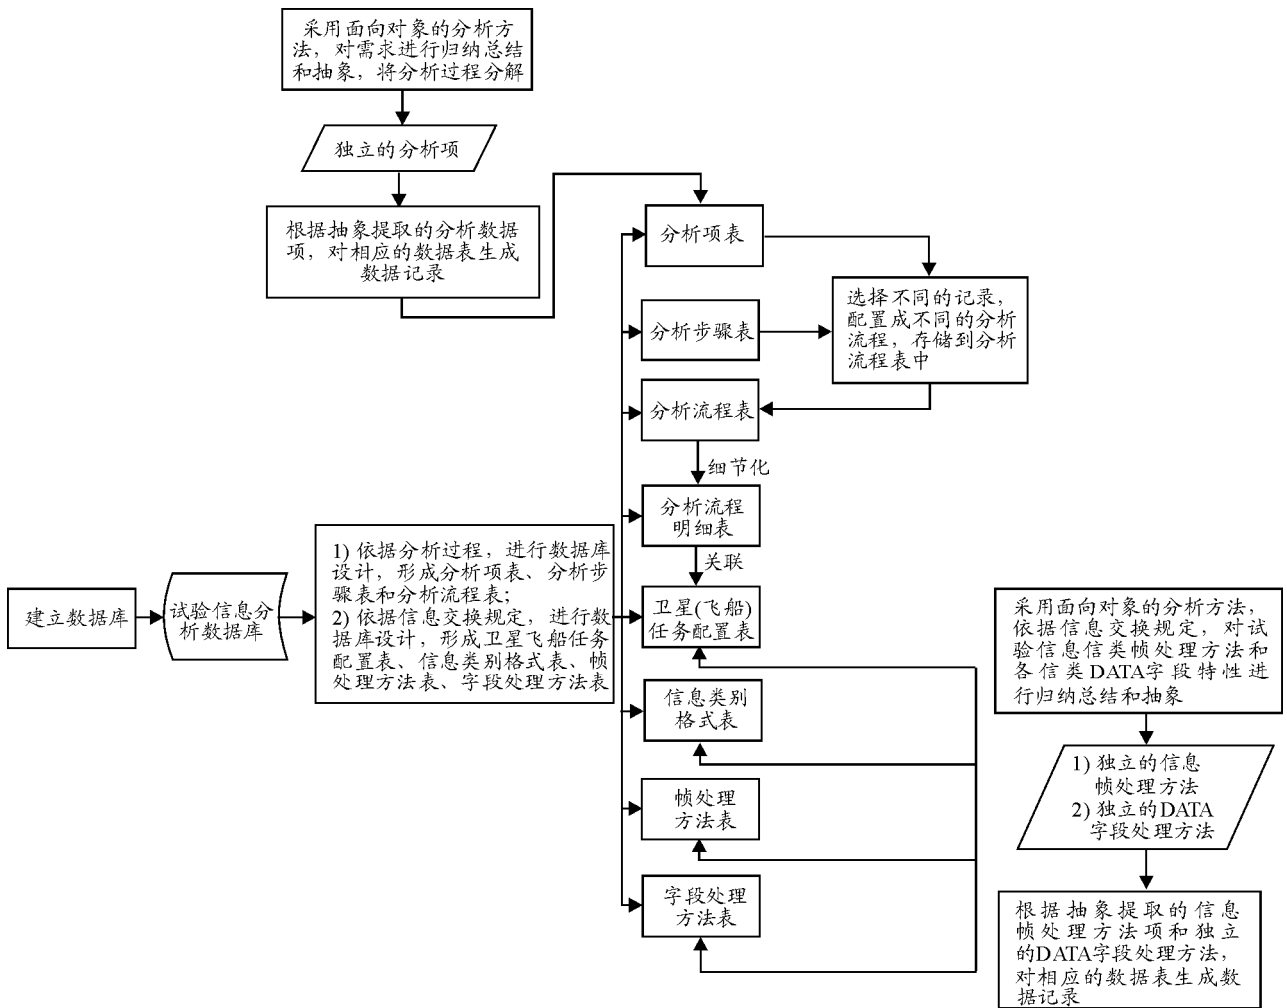 采用面向对象的分析方
法，对需求进行归纳总结
和抽象，将分析过程分解
独立的分析项
根据抽象提取的分析数据
项，对相应的数据表生成
数据记录
分析项表
选择不同的记录，
配置成不同的分析
流程，存储到分析
流程表中
分析步骤表
分析流程表
细节化
分析流程
明细表
关联
建立数据库
试验信息分
析数据库
1) 依据分析过程，进行数据库
设计，形成分析项表、分析步
骤表和分析流程表；
2) 依据信息交换规定，进行数
据库设计，形成卫星飞船任务
配置表、信息类别格式表、帧
处理方法表、字段处理方法表
卫星(飞船)
任务配置表
信息类别
格式表
帧处理
方法表
字段处理
方法表
采用面向对象的分析方法，
依据信息交换规定，对试
验信息信类帧处理方法和
各信类DATA字段特性进
行归纳总结和抽象
1) 独立的信息
帧处理方法
2) 独立的DATA
字段处理方法
根据抽象提取的信息
帧处理方法项和独立
的DATA字段处理方法，
对相应的数据表生成数
据记录